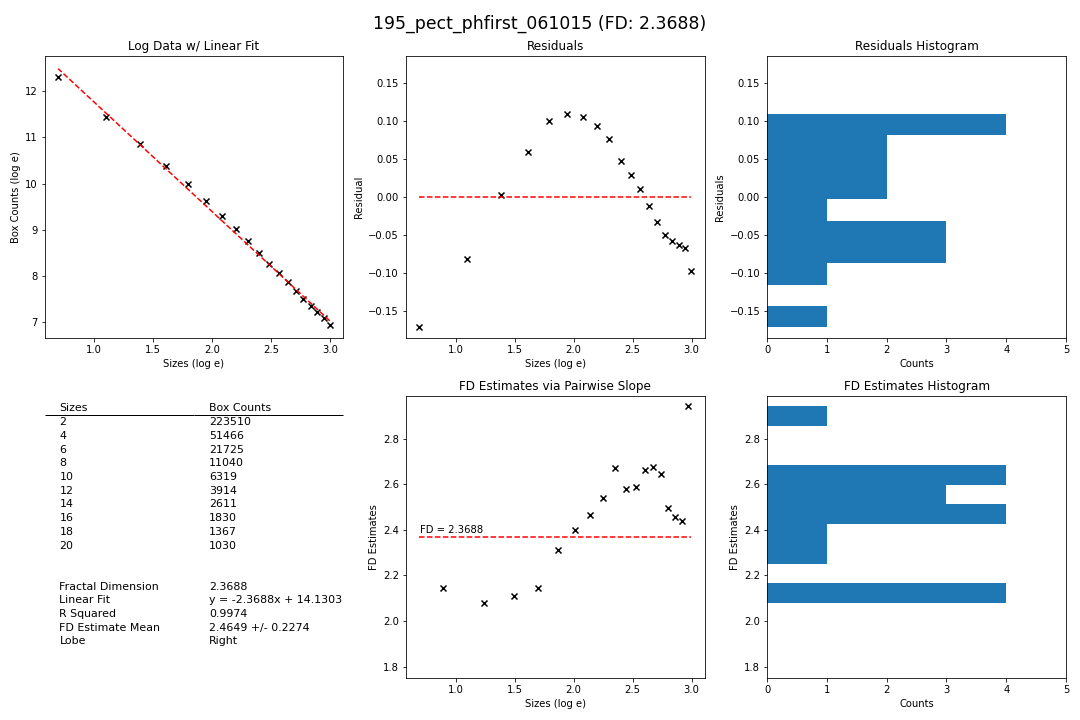 195_pect_phfirst_061015 (FD: 2.3688)
Log Data w/ Linear Fit
Box Counts (log e)
12
11
10
9
8
7
1.0 1.5 2.0 2.5 3.0
Sizes (log e)
Residuals
Residual
0.15
0.10
0.05
0.00
−0.05
−0.10
−0.15
1.0 1.5 2.0 2.5 3.0
Sizes (log e)
Residuals Histogram
Residuals
0.15
0.10
0.05
0.00
−0.05
−0.10
−0.15
0 1 2 3 4 5
Counts
Sizes Box Counts
2 223510
4 51466
6 21725
8 11040
10 6319
12 3914
14 2611
16 1830
18 1367
20 1030
Fractal Dimension 2.3688
Linear Fit y = -2.3688x + 14.1303
R Squared 0.9974
FD Estimate Mean 2.4649 +/- 0.2274
Lobe Right
FD Estimates via Pairwise Slope
FD Estimates
2.8
2.6
2.4
2.2
2.0
1.8
FD = 2.3688
1.0 1.5 2.0 2.5 3.0
Sizes (log e)
FD Estimates Histogram
FD Estimates
2.8
2.6
2.4
2.2
2.0
1.8
0 1 2 3 4 5
Counts